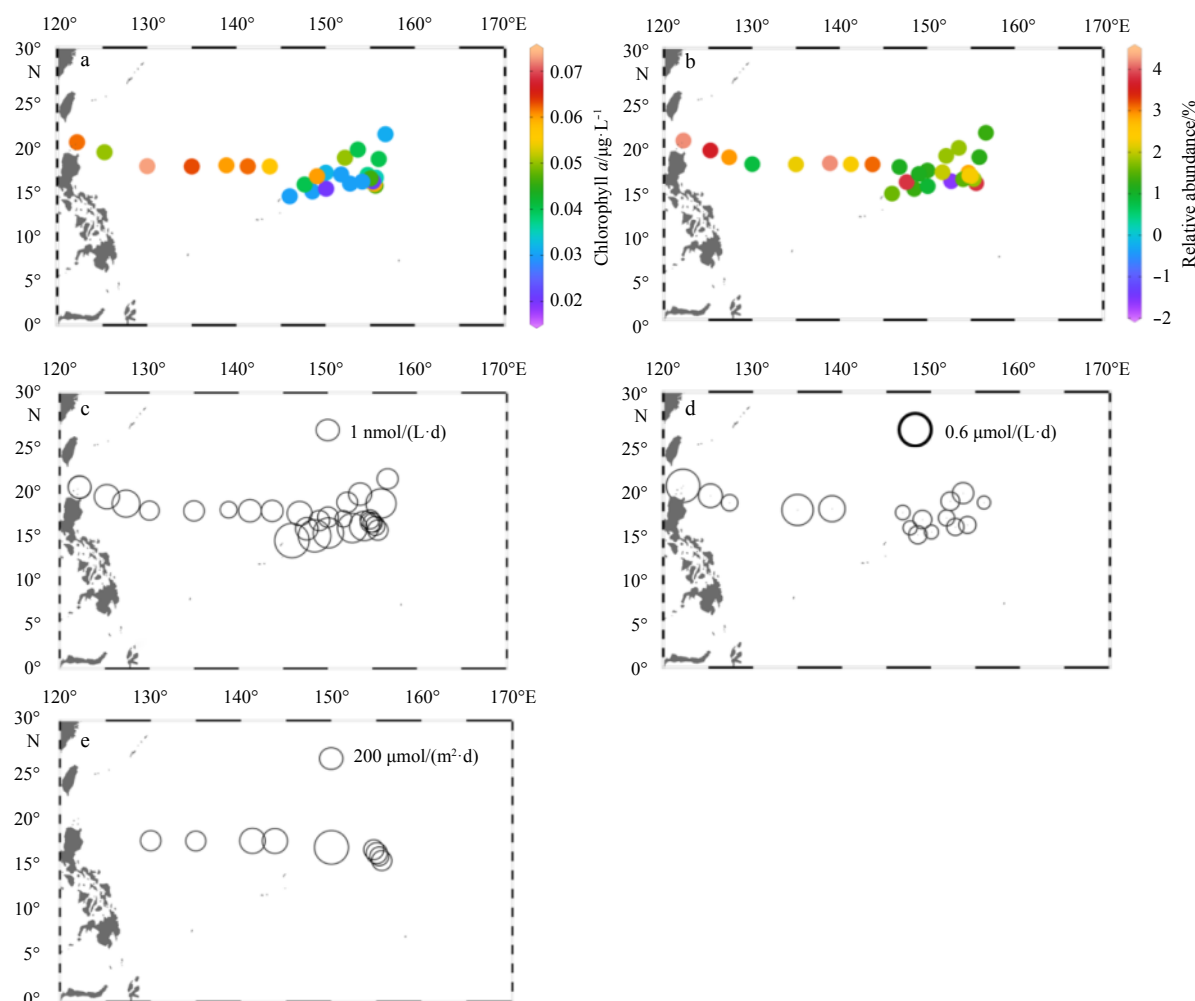 120° 130° 140° 150° 160° 170°E
30°
N
25°
20°
15°
10°
5°
0°
a
0.07
0.06
0.05
0.04
0.03
0.02
Chlorophyll a/μg·L⁻¹
120° 130° 140° 150° 160° 170°E
30°
N
25°
20°
15°
10°
5°
0°
b
4
3
2
1
0
−1
−2
Relative abundance/%
120° 130° 140° 150° 160° 170°E
30°
N
25°
20°
15°
10°
5°
0°
c
1 nmol/(L·d)
120° 130° 140° 150° 160° 170°E
30°
N
25°
20°
15°
10°
5°
0°
d
0.6 μmol/(L·d)
120° 130° 140° 150° 160° 170°E
30°
N
25°
20°
15°
10°
5°
0°
e
200 μmol/(m²·d)